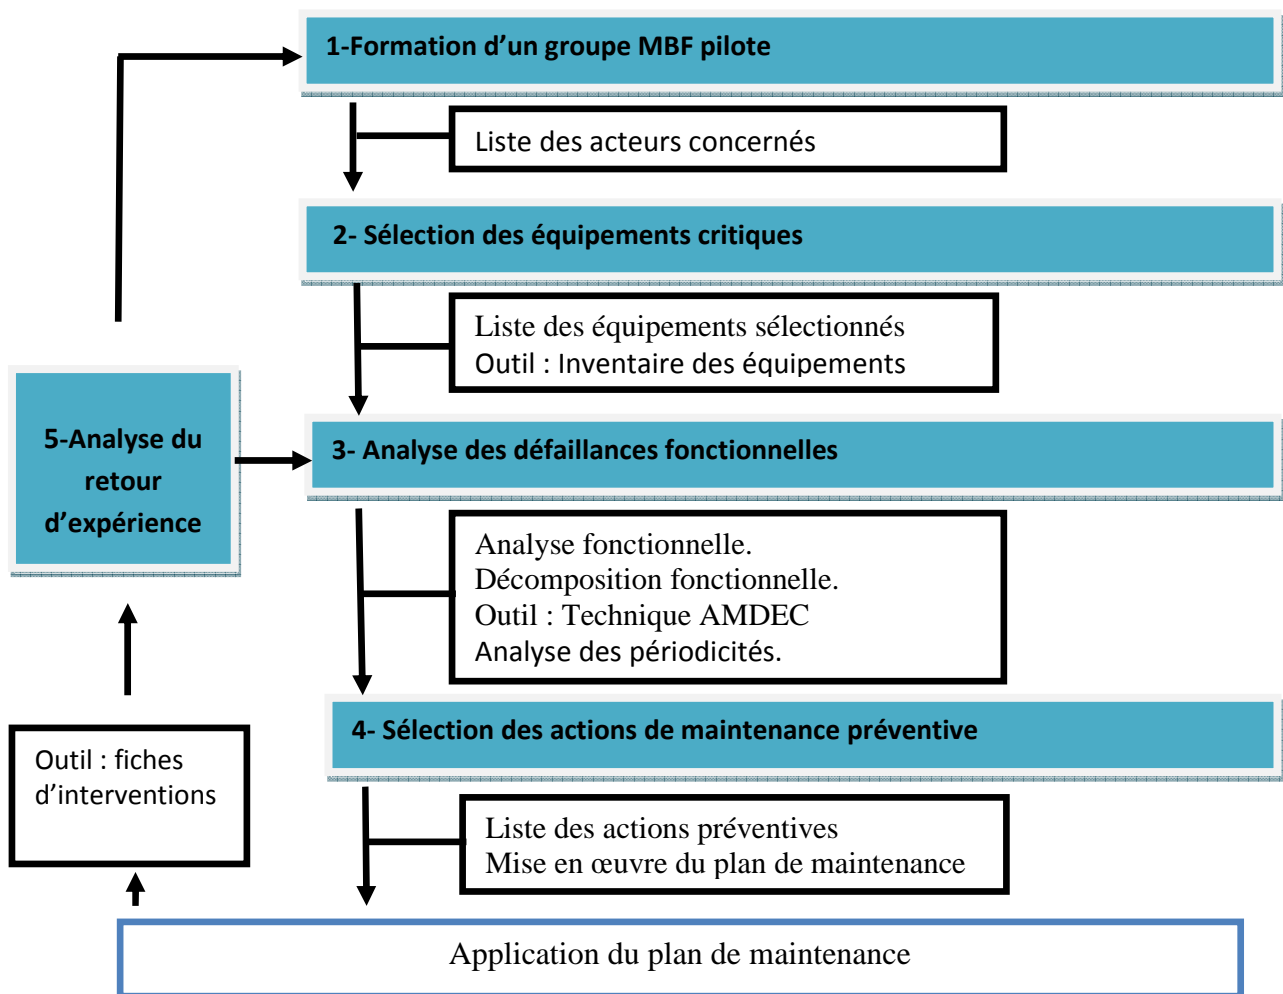 1-Formation d’un groupe MBF pilote
Liste des acteurs concernés
2- Sélection des équipements critiques
Liste des équipements sélectionnés
Outil : Inventaire des équipements
3- Analyse des défaillances fonctionnelles
Analyse fonctionnelle.
Décomposition fonctionnelle.
Outil : Technique AMDEC
Analyse des périodicités.
4- Sélection des actions de maintenance préventive
Liste des actions préventives
Mise en œuvre du plan de maintenance
Application du plan de maintenance
Outil : fiches
d’interventions
5-Analyse du
retour
d’expérience